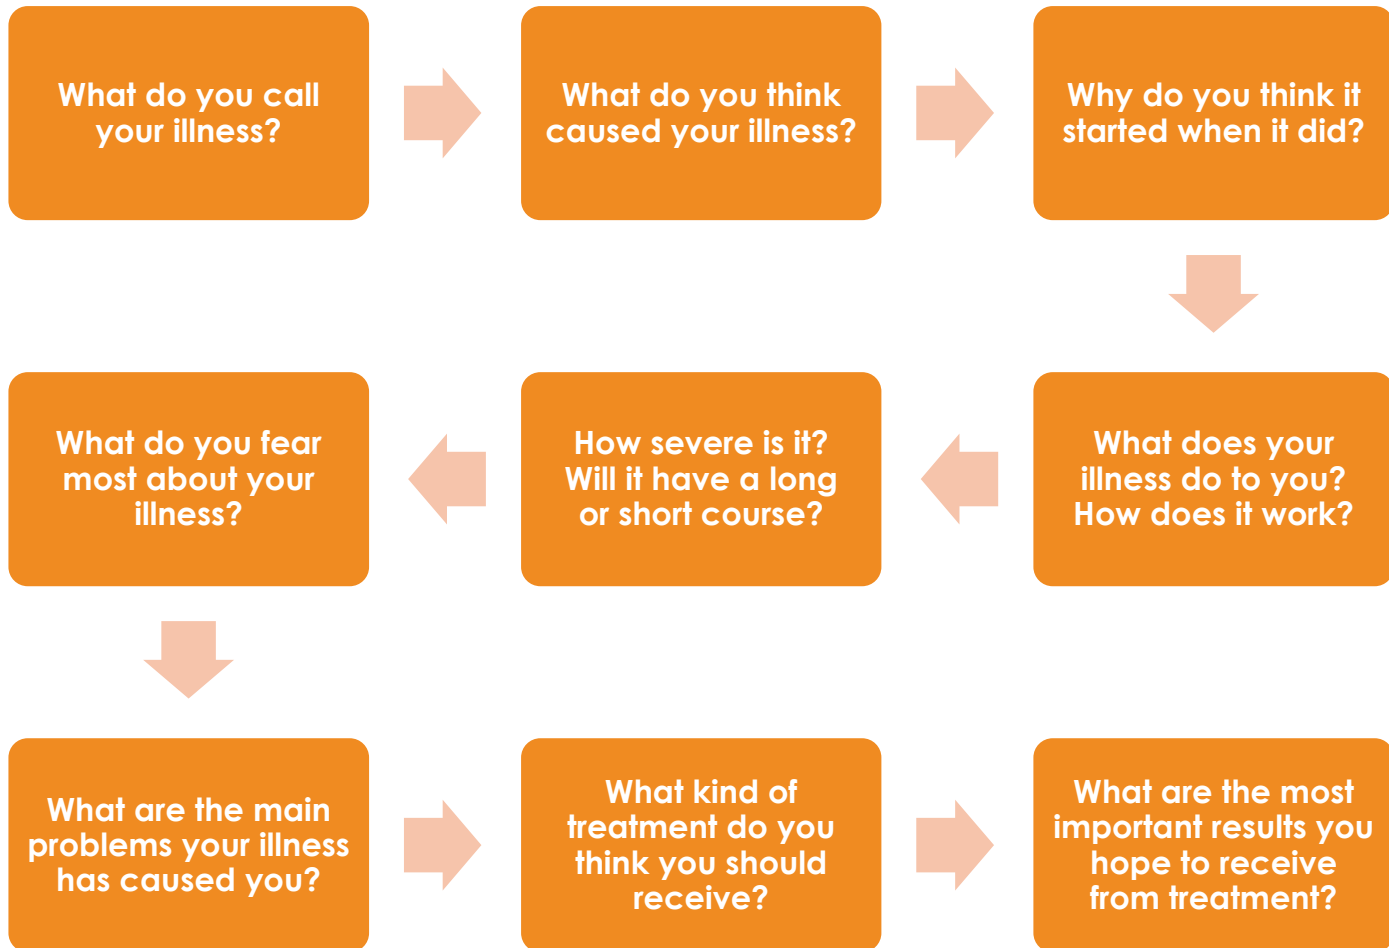 What do you call
your illness?
What do you think
caused your illness?
Why do you think it
started when it did?
What does your
illness do to you?
How does it work?
How severe is it?
Will it have a long
or short course?
What do you fear
most about your
illness?
What are the main
problems your illness
has caused you?
What kind of
treatment do you
think you should
receive?
What are the most
important results you
hope to receive
from treatment?